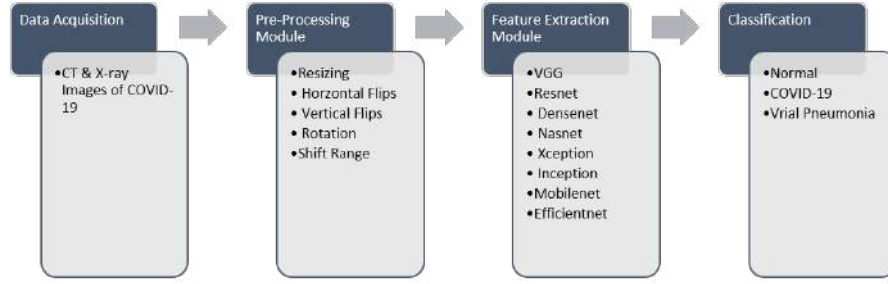 Data Acquisition
•CT & X-ray
Images of COVID-
19
Pre-Processing
Module
•Resizing
• Horzontal Flips
• Vertical Flips
• Rotation
•Shift Range
Feature Extraction
Module
•VGG
•Resnet
• Densenet
• Nasnet
• Xception
• Inception
•Mobilenet
•Efficientnet
Classification
•Normal
•COVID-19
•Vrial Pneumonia